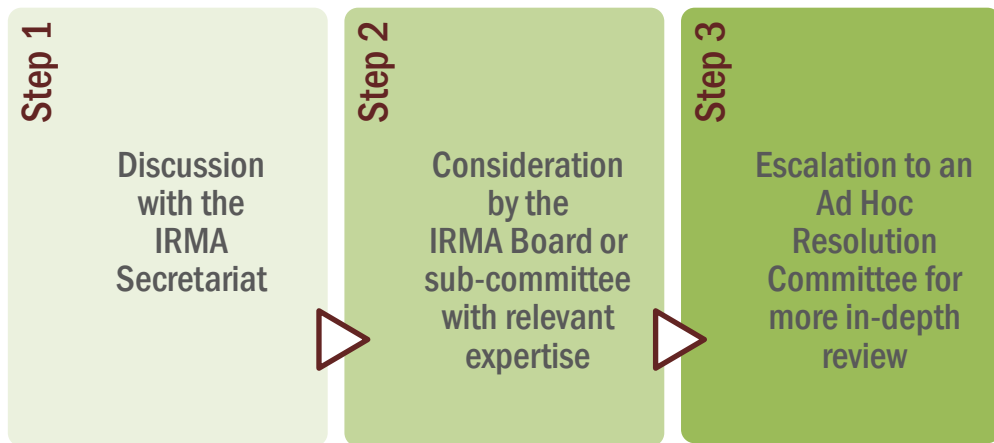 Step 1
Discussion
with the
IRMA
Secretariat
Step 2
Consideration
by the
IRMA Board or
sub-committee
with relevant
expertise
Step 3
Escalation to an
Ad Hoc
Resolution
Committee for
more in-depth
review